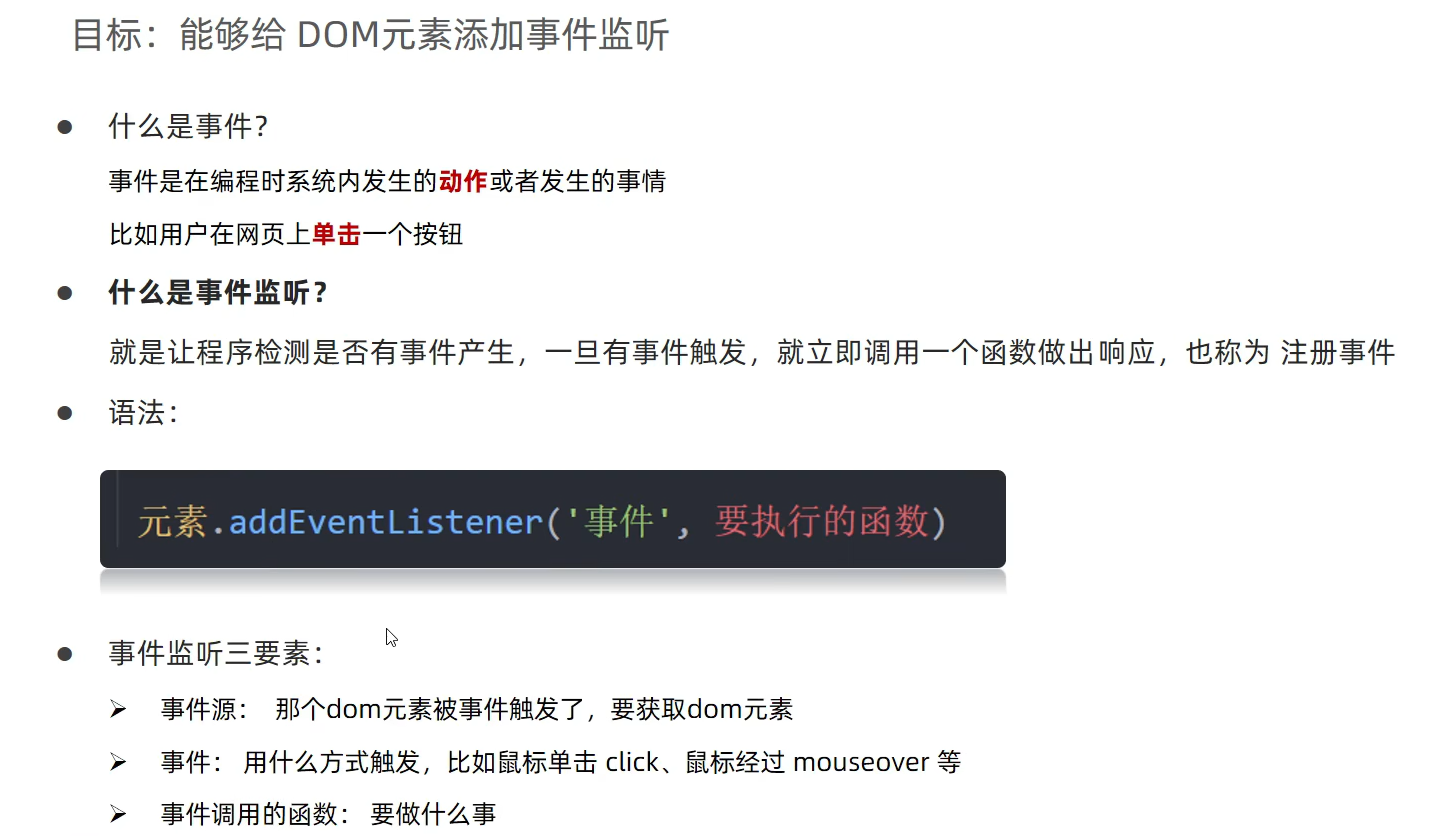 目标：能够给 DOM元素添加事件监听
什么是事件？
事件是在编程时系统内发生的动作或者发生的事情
比如用户在网页上单击一个按钮
什么是事件监听？
就是让程序检测是否有事件产生，一旦有事件触发，就立即调用一个函数做出响应，也称为 注册事件
语法：
元素.addEventListener('事件', 要执行的函数)
事件监听三要素：
事件源： 那个dom元素被事件触发了，要获取dom元素
事件： 用什么方式触发，比如鼠标单击 click、鼠标经过 mouseover 等
事件调用的函数： 要做什么事